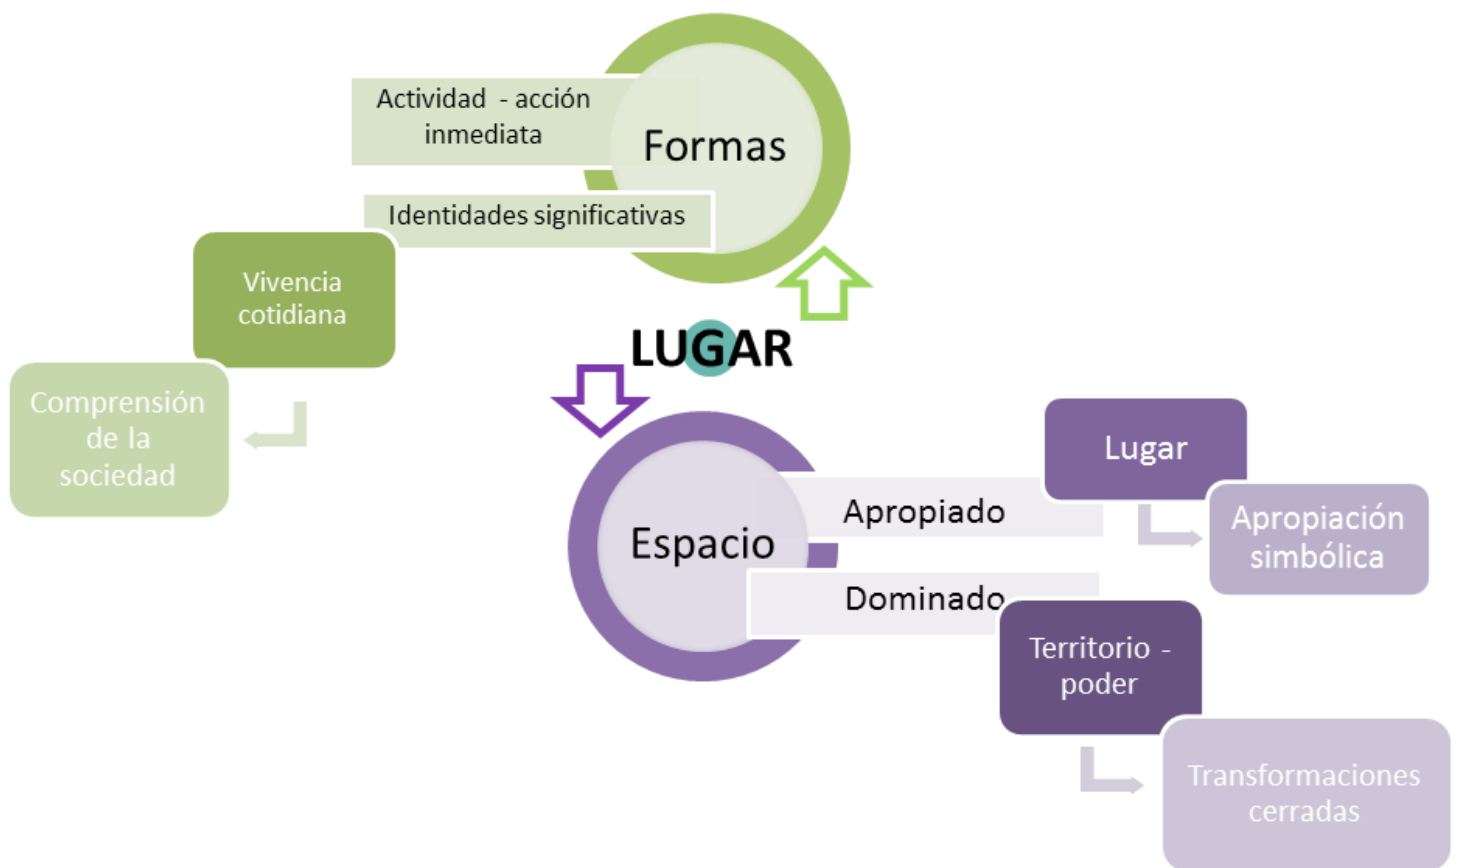 Actividad - acción
inmediata
Formas
Identidades significativas
Vivencia
cotidiana
Comprensión
de la
sociedad
LUGAR
Espacio
Apropiado
Lugar
Apropiación
simbólica
Dominado
Territorio -
poder
Transformaciones
cerradas